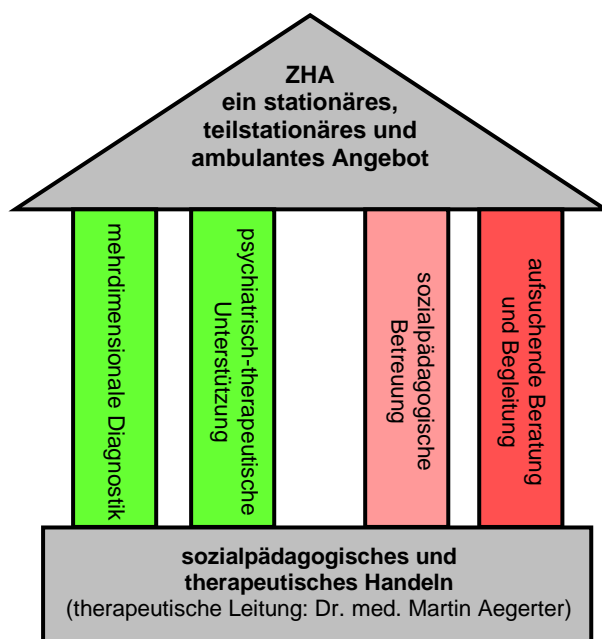 ZHA
ein stationäres,
teilstationäres und
ambulantes Angebot
mehrdimensionale Diagnostik
psychiatrisch-therapeutische
Unterstützung
sozialpädagogische
Betreuung
aufsuchende Beratung
und Begleitung
sozialpädagogisches und
therapeutisches Handeln
(therapeutische Leitung: Dr. med. Martin Aegerter)